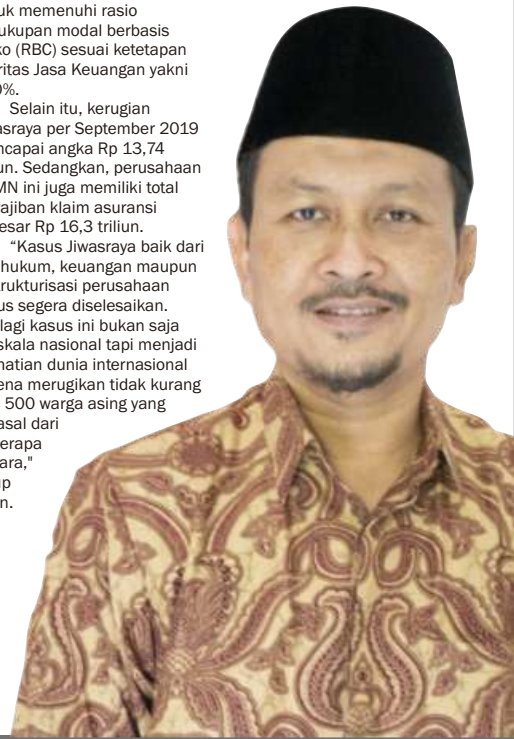 uk memenuhi rasio
ukupan modal berbasis
ko (RBC) sesuai ketetapan
ritas Jasa Keuangan yakni
0%.
Selain itu, kerugian
asraya per September 2019
ncapai angka Rp 13,74
un. Sedangkan, perusahaan
MN ini juga memiliki total
ajiban klaim asuransi
esar Rp 16,3 triliun.
“Kasus Jiwasraya baik dari
hukum, keuangan maupun
rukturisasi perusahaan
us segera diselesaikan.
lagi kasus ini bukan saja
skala nasional tapi menjadi
hatian dunia internasional
ena merugikan tidak kurang
500 warga asing yang
asal dari
erapa
ara,"
up
n.